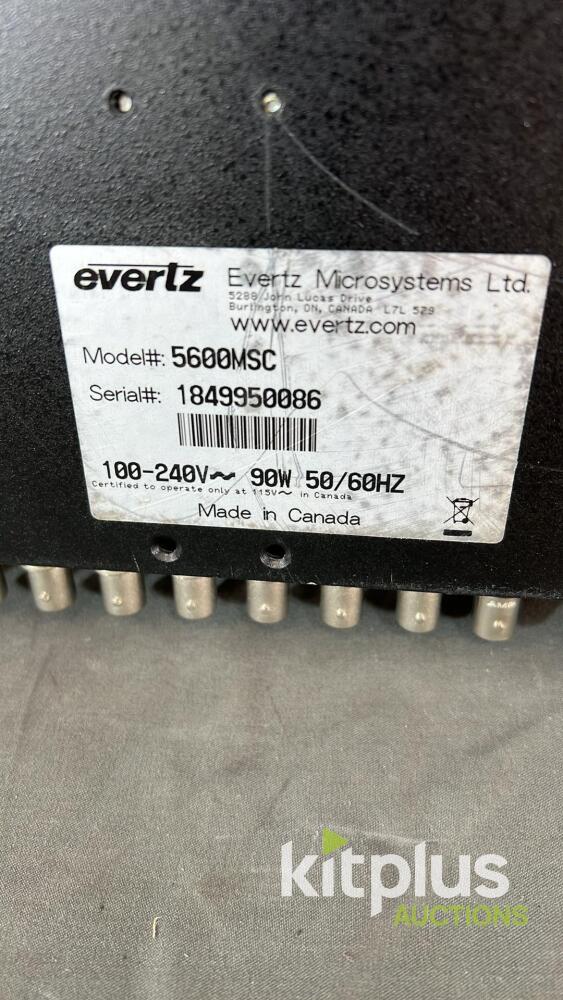 evertz Evertz Microsystems Ltd.
5288 John Lucas Drive
Burlington, ON, CANADA L7L 5Z9
www.evertz.com
Model#: 5600MSC
Serial#: 1849950086
100-240V~ 90W 50/60HZ
Certified to operate only at 115V~ in Canada
Made in Canada
AMP
kitplus
AUCTIONS